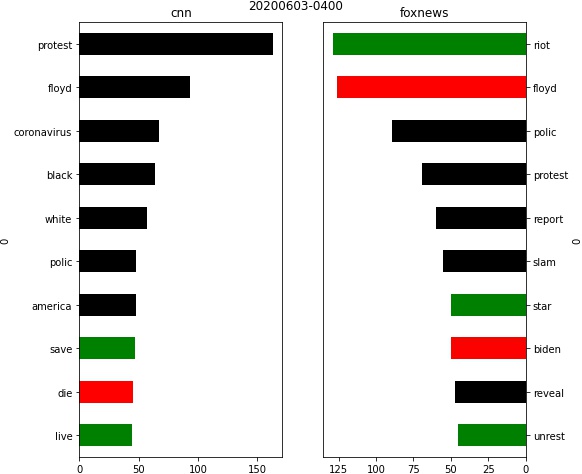 20200603-0400
cnn
foxnews
protest
floyd
coronavirus
black
white
polic
america
save
die
live
0
0 50 100 150
riot
floyd
polic
protest
report
slam
star
biden
reveal
unrest
0
125 100 75 50 25 0